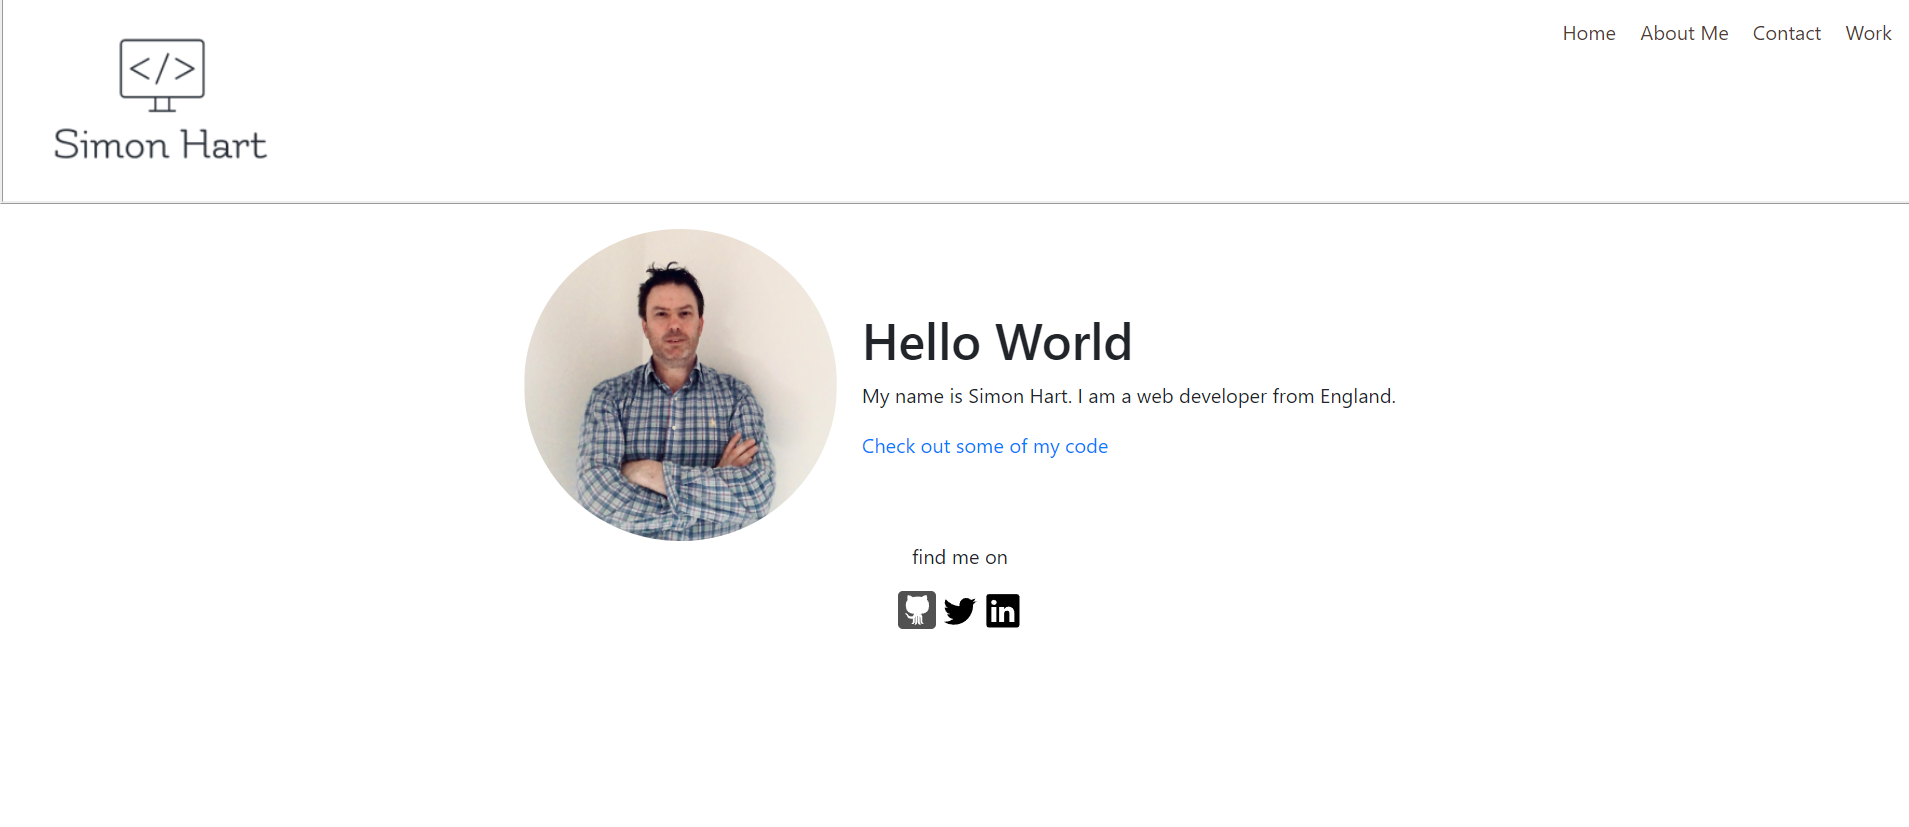 </>
Simon Hart
Home About Me Contact Work
Hello World
My name is Simon Hart. I am a web developer from England.
Check out some of my code
find me on
in